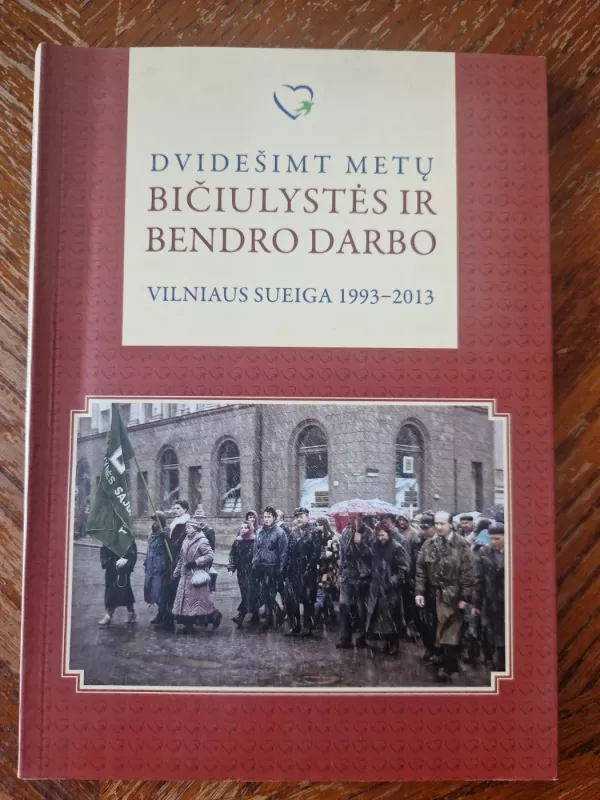 DVIDEŠIMT METŲ
BIČIULYSTĖS IR
BENDRO DARBO
VILNIAUS SUEIGA 1993–2013